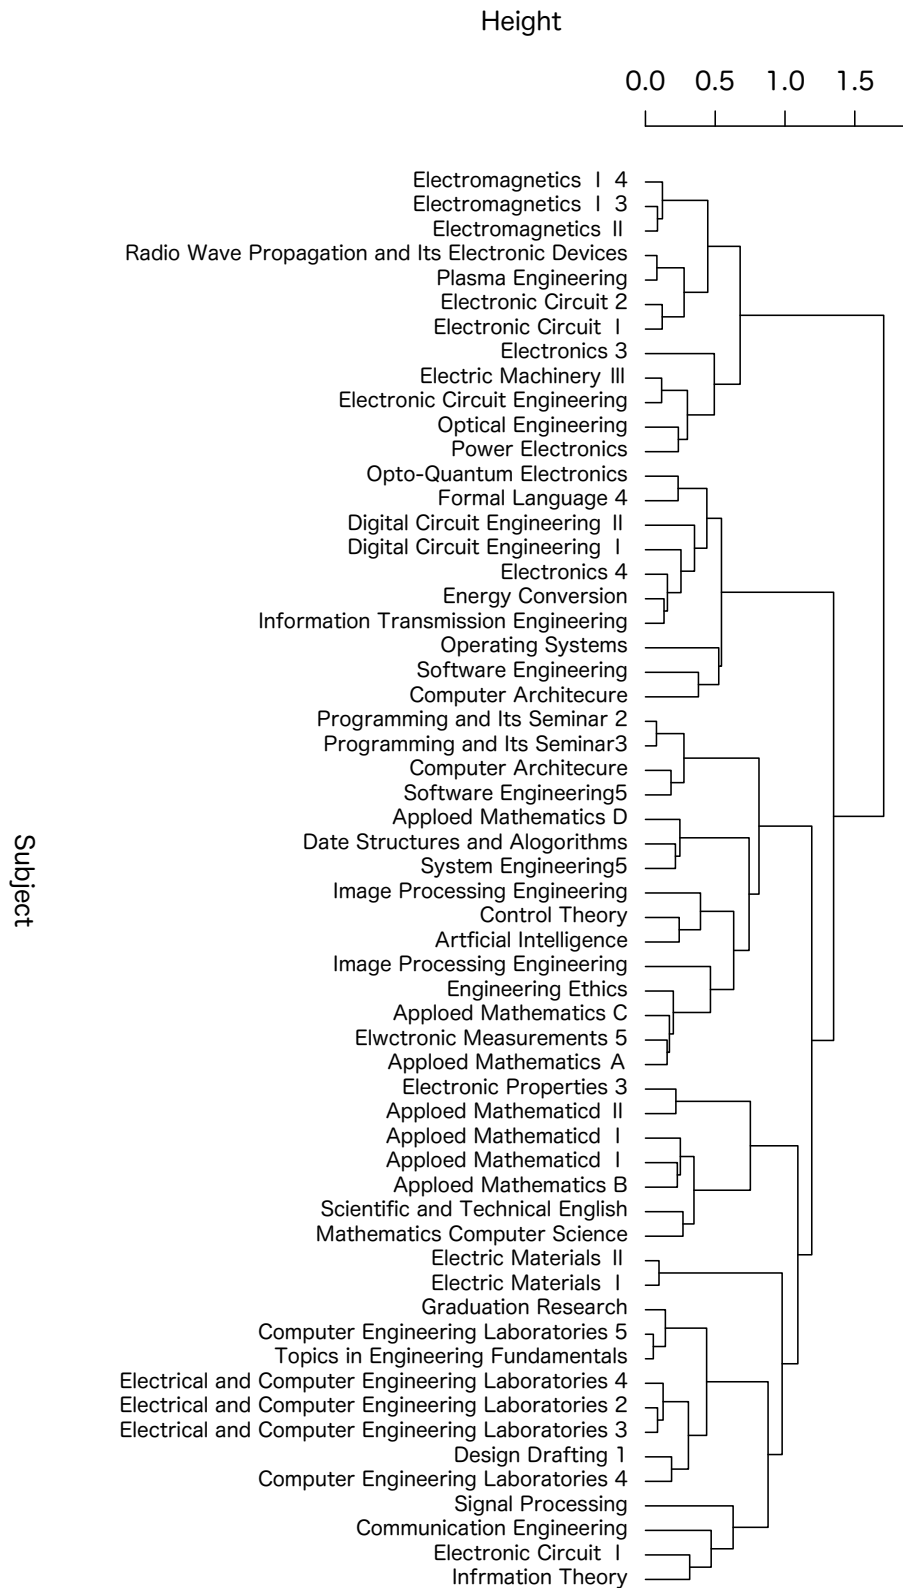 Height
0.0 0.5 1.0 1.5
Electromagnetics I 4
Electromagnetics I 3
Electromagnetics II
Radio Wave Propagation and Its Electronic Devices
Plasma Engineering
Electronic Circuit 2
Electronic Circuit I
Electronics 3
Electric Machinery III
Electronic Circuit Engineering
Optical Engineering
Power Electronics
Opto-Quantum Electronics
Formal Language 4
Digital Circuit Engineering II
Digital Circuit Engineering I
Electronics 4
Energy Conversion
Information Transmission Engineering
Operating Systems
Software Engineering
Computer Architecure
Programming and Its Seminar 2
Programming and Its Seminar3
Computer Architecure
Software Engineering5
Apploed Mathematics D
Date Structures and Alogorithms
System Engineering5
Image Processing Engineering
Control Theory
Artficial Intelligence
Image Processing Engineering
Engineering Ethics
Apploed Mathematics C
Elwctronic Measurements 5
Apploed Mathematics A
Electronic Properties 3
Apploed Mathematicd II
Apploed Mathematicd I
Apploed Mathematicd I
Apploed Mathematics B
Scientific and Technical English
Mathematics Computer Science
Electric Materials II
Electric Materials I
Graduation Research
Computer Engineering Laboratories 5
Topics in Engineering Fundamentals
Electrical and Computer Engineering Laboratories 4
Electrical and Computer Engineering Laboratories 2
Electrical and Computer Engineering Laboratories 3
Design Drafting 1
Computer Engineering Laboratories 4
Signal Processing
Communication Engineering
Electronic Circuit I
Infrmation Theory
Subject